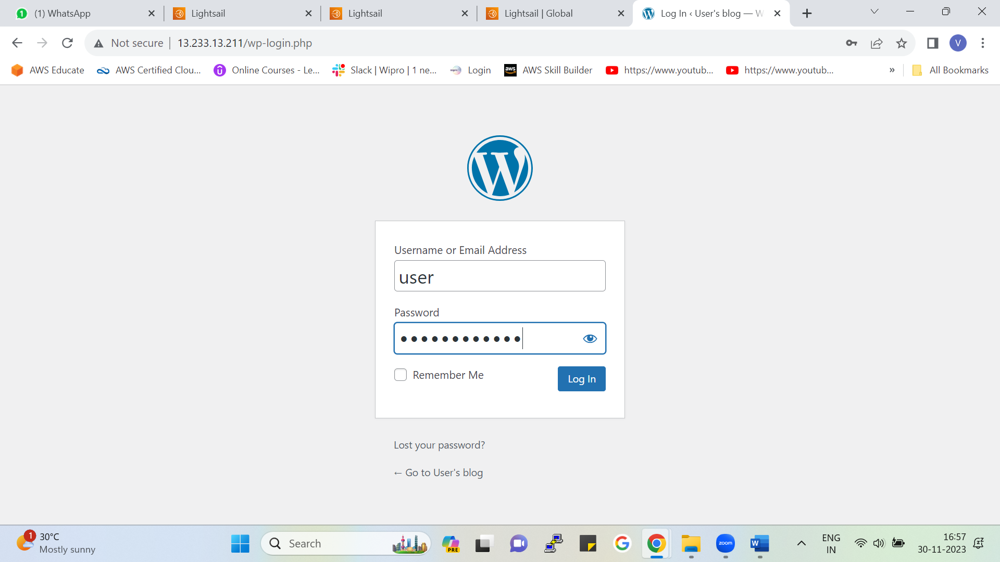 (1) WhatsApp
Lightsail
Lightsail
Lightsail | Global
Log In ‹ User's blog — W
Not secure | 13.233.13.211/wp-login.php
V
AWS Educate
AWS Certified Clou...
Online Courses - Le...
Slack | Wipro | 1 ne...
Login
AWS Skill Builder
https://www.youtub...
https://www.youtub...
»
All Bookmarks
Username or Email Address
user
Password
Remember Me
Log In
Lost your password?
← Go to User's blog
1
30°C
Mostly sunny
Search
PRE
zoom
W
ENG
IN
16:57
30-11-2023